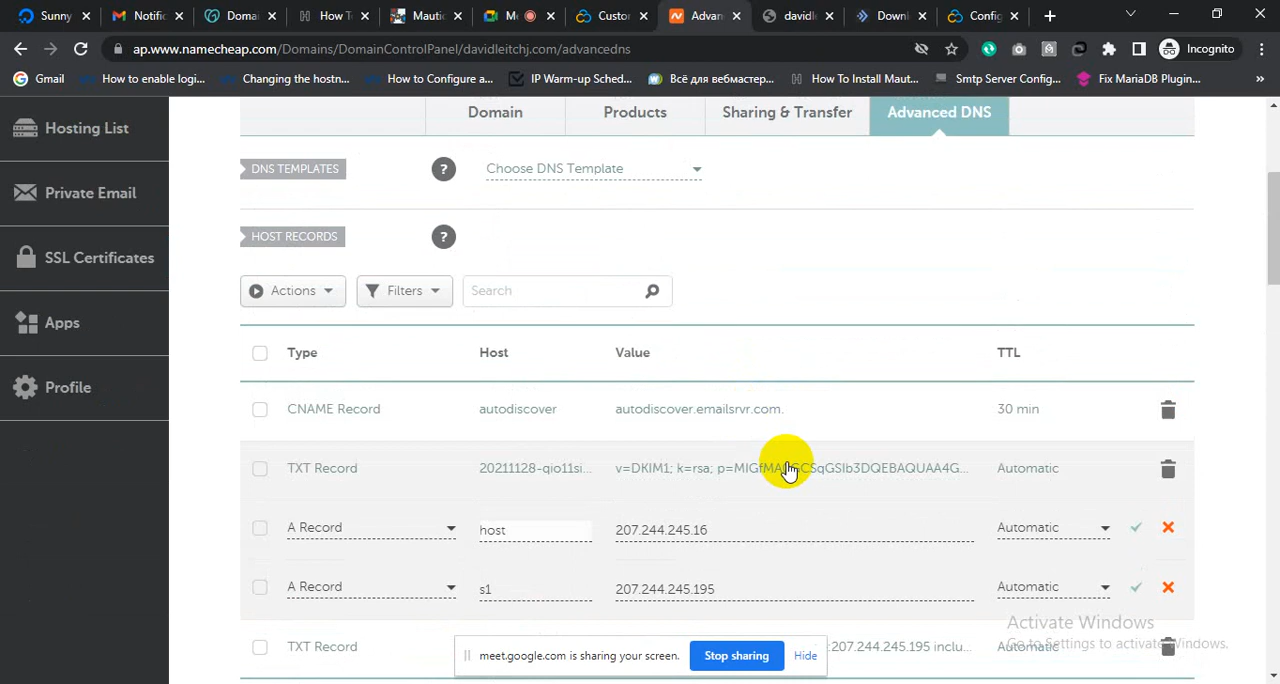 Sunny
Notific
Doma
How T
Mautic
M
Custo
Advan
davidl
Downl
Config
ap.www.namecheap.com/Domains/DomainControlPanel/davidleitchj.com/advancedns
Incognito
Gmail
How to enable logi...
Changing the hostn...
How to Configure a...
IP Warm-up Sched...
Всё для вебмастер...
How To Install Maut...
Smtp Server Config...
Fix MariaDB Plugin...
»
Hosting List
Private Email
SSL Certificates
Apps
Profile
Domain
Products
Sharing & Transfer
Advanced DNS
DNS TEMPLATES
?
Choose DNS Template
HOST RECORDS
?
Actions
Filters
Search
Type Host Value TTL
CNAME Record autodiscover autodiscover.emailsrvr.com. 30 min
TXT Record 20211128-qio11si... v=DKIM1; k=rsa; Automatic
A Record host 207.244.245.16 Automatic
A Record s1 207.244.245.195 Automatic
TXT Record :207.244.245.195 inclu... Automatic
Activate Windows
Go to Settings to activate Windows.
meet.google.com is sharing your screen.
Stop sharing
Hide